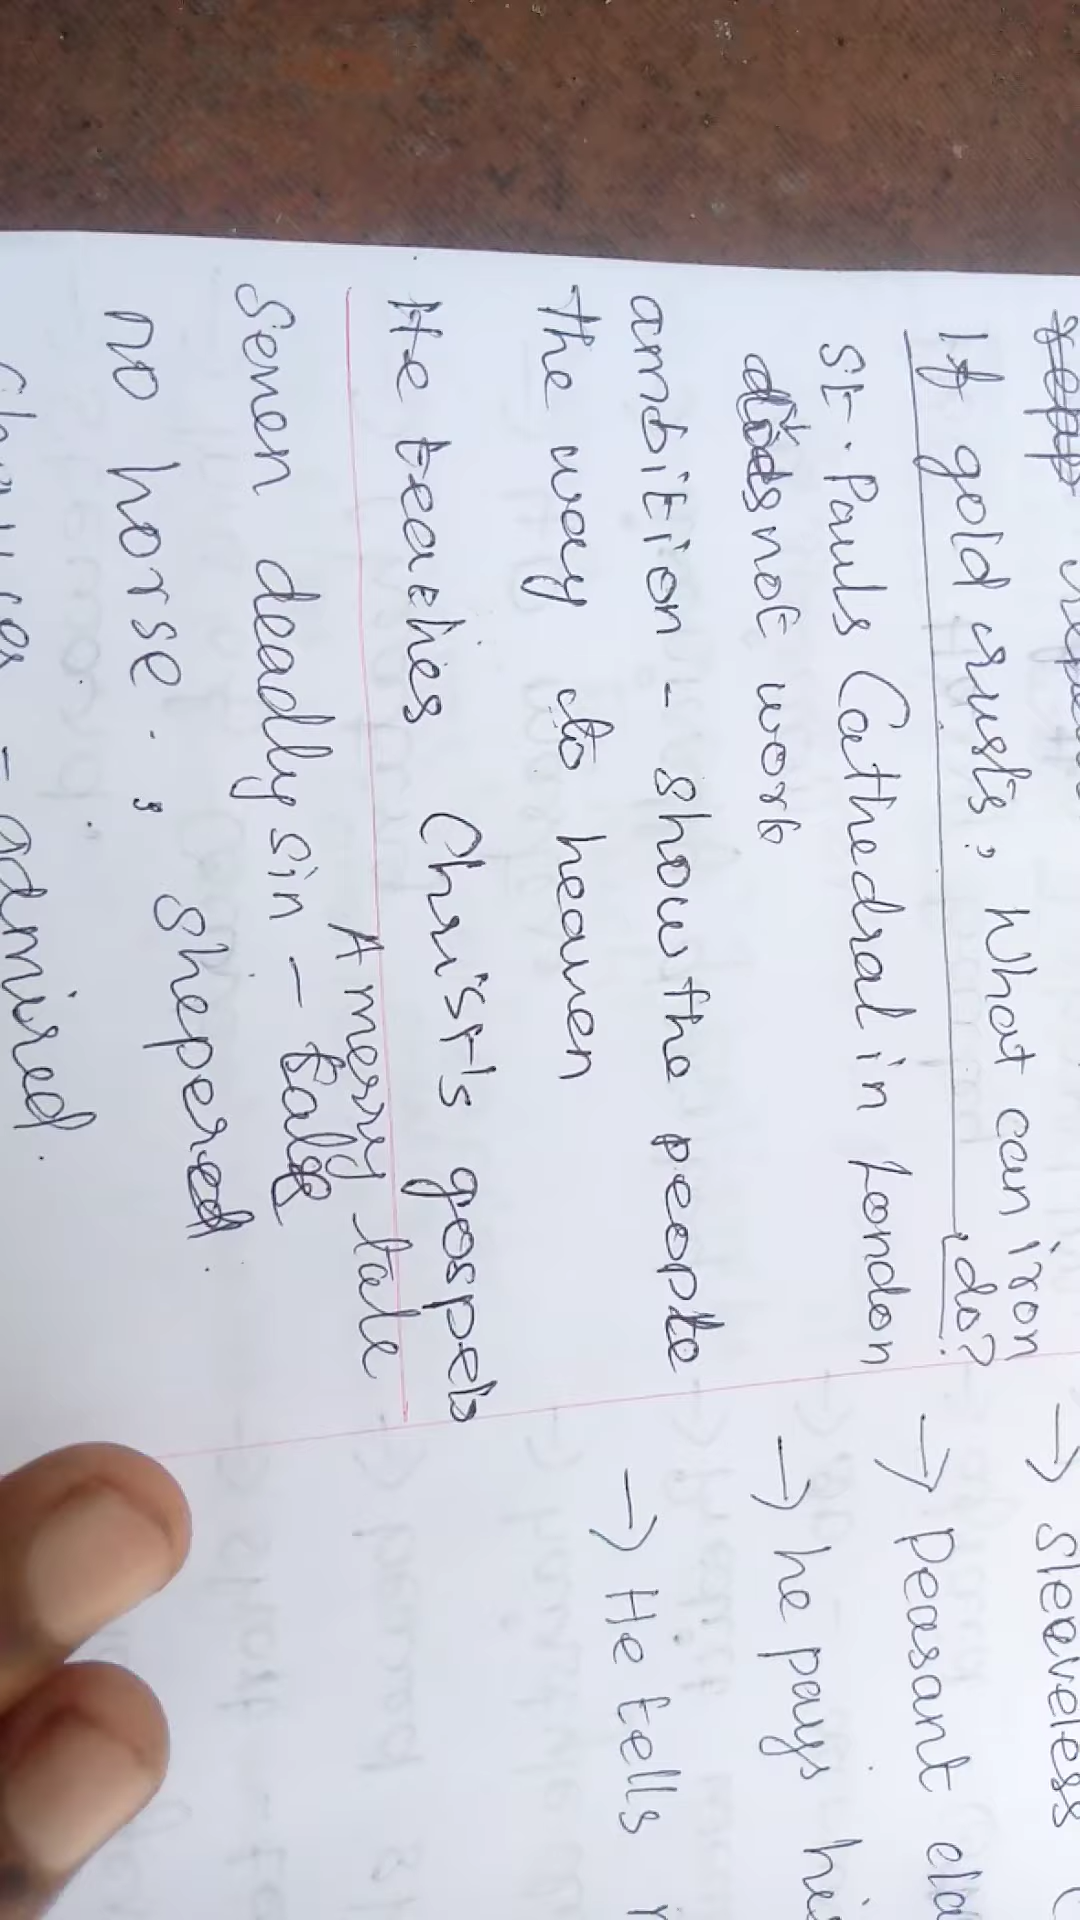 If gold rusts, What can iron do?
St. Pauls Cathedral in London
does not work
ambition - show the people
the way to heaven
He teaches Christ's gospels
A merry tale
Seven deadly sin - tale
no horse., sheperd
- admired.
→ sleeveless
→ Peasant
→ he pays his
→ He tells